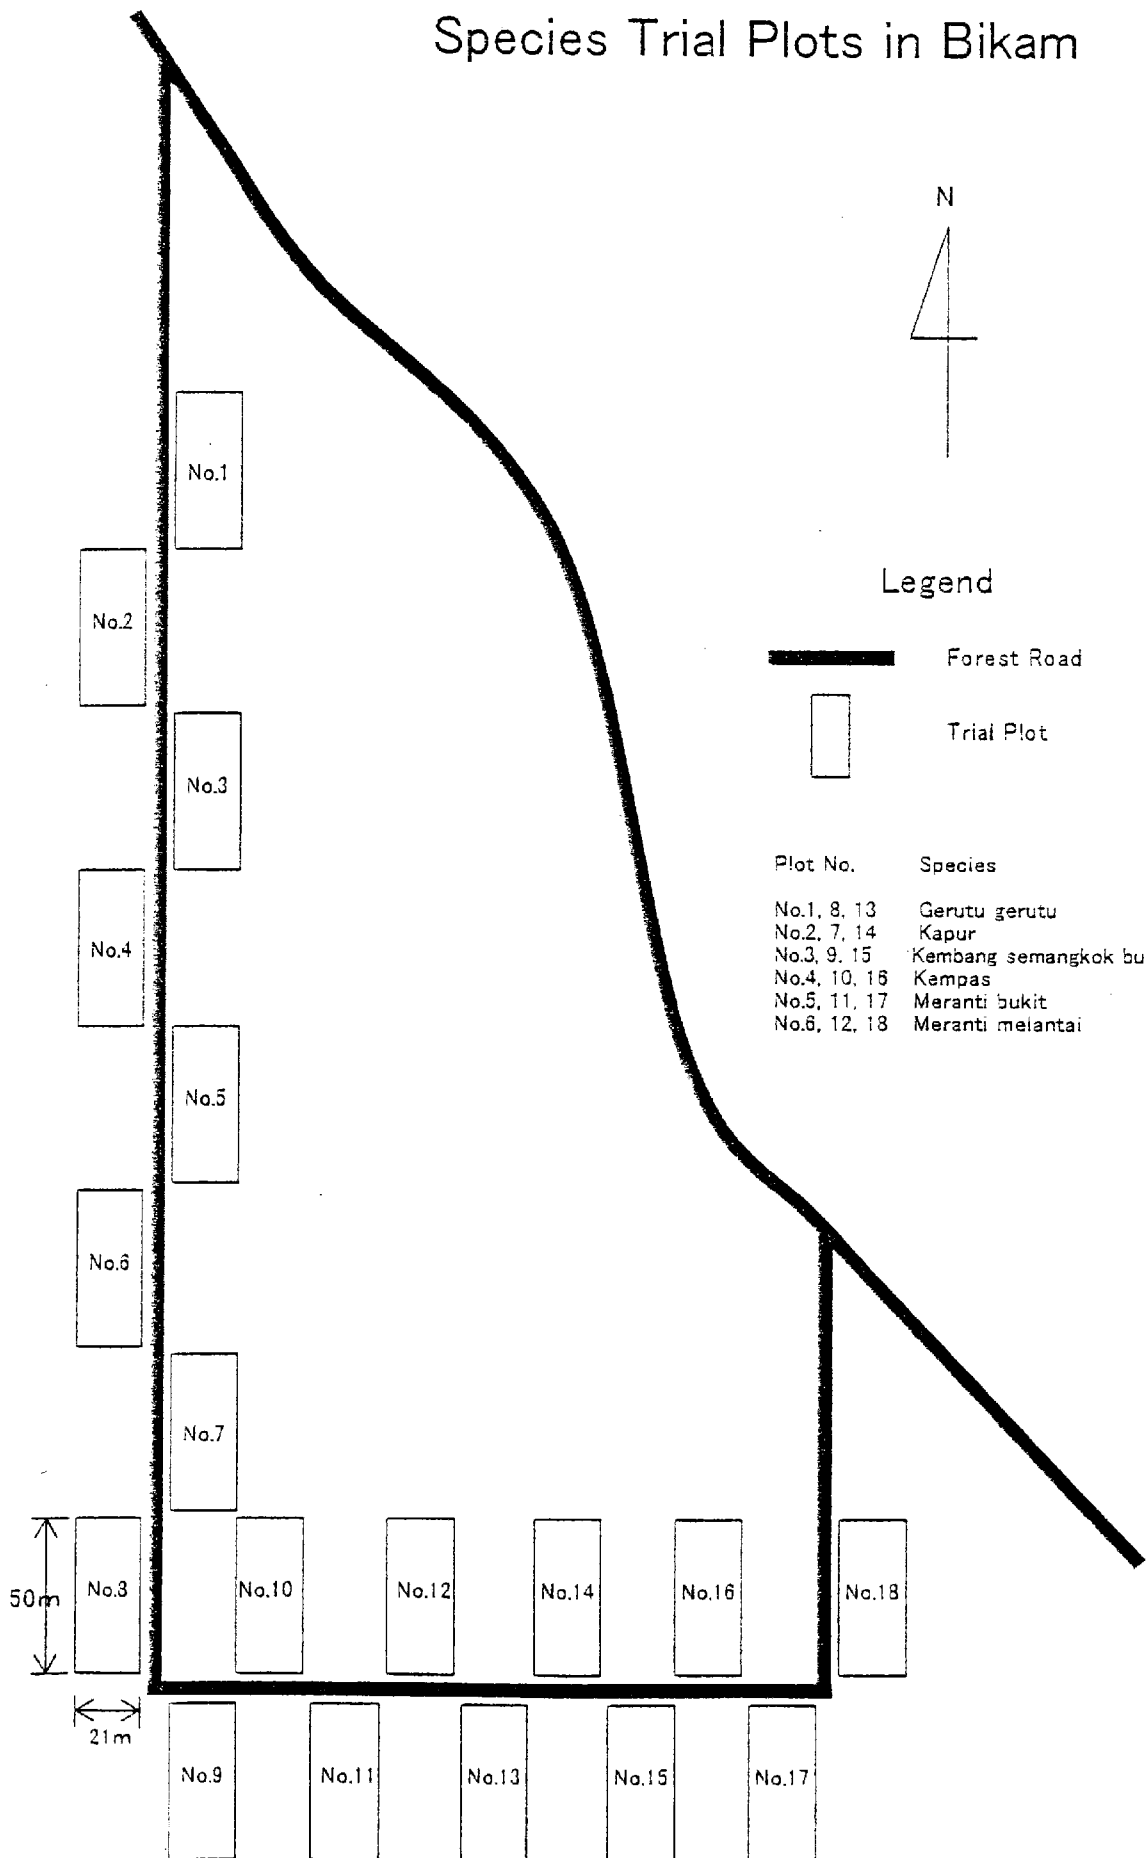 Species Trial Plots in Bikam
N
No.1
Legend
No.2
Forest Road
Trial Plot
No.3
Plot No. Species
No.1, 8, 13 Gerutu gerutu
No.2, 7, 14 Kapur
No.3, 9, 15 Kembang semangkok bu
No.4, 10, 16 Kempas
No.5, 11, 17 Meranti bukit
No.6, 12, 18 Meranti melantai
No.4
No.5
No.6
No.7
50m
No.3
No.10
No.12
No.14
No.16
No.18
21m
No.9
No.11
No.13
No.15
No.17